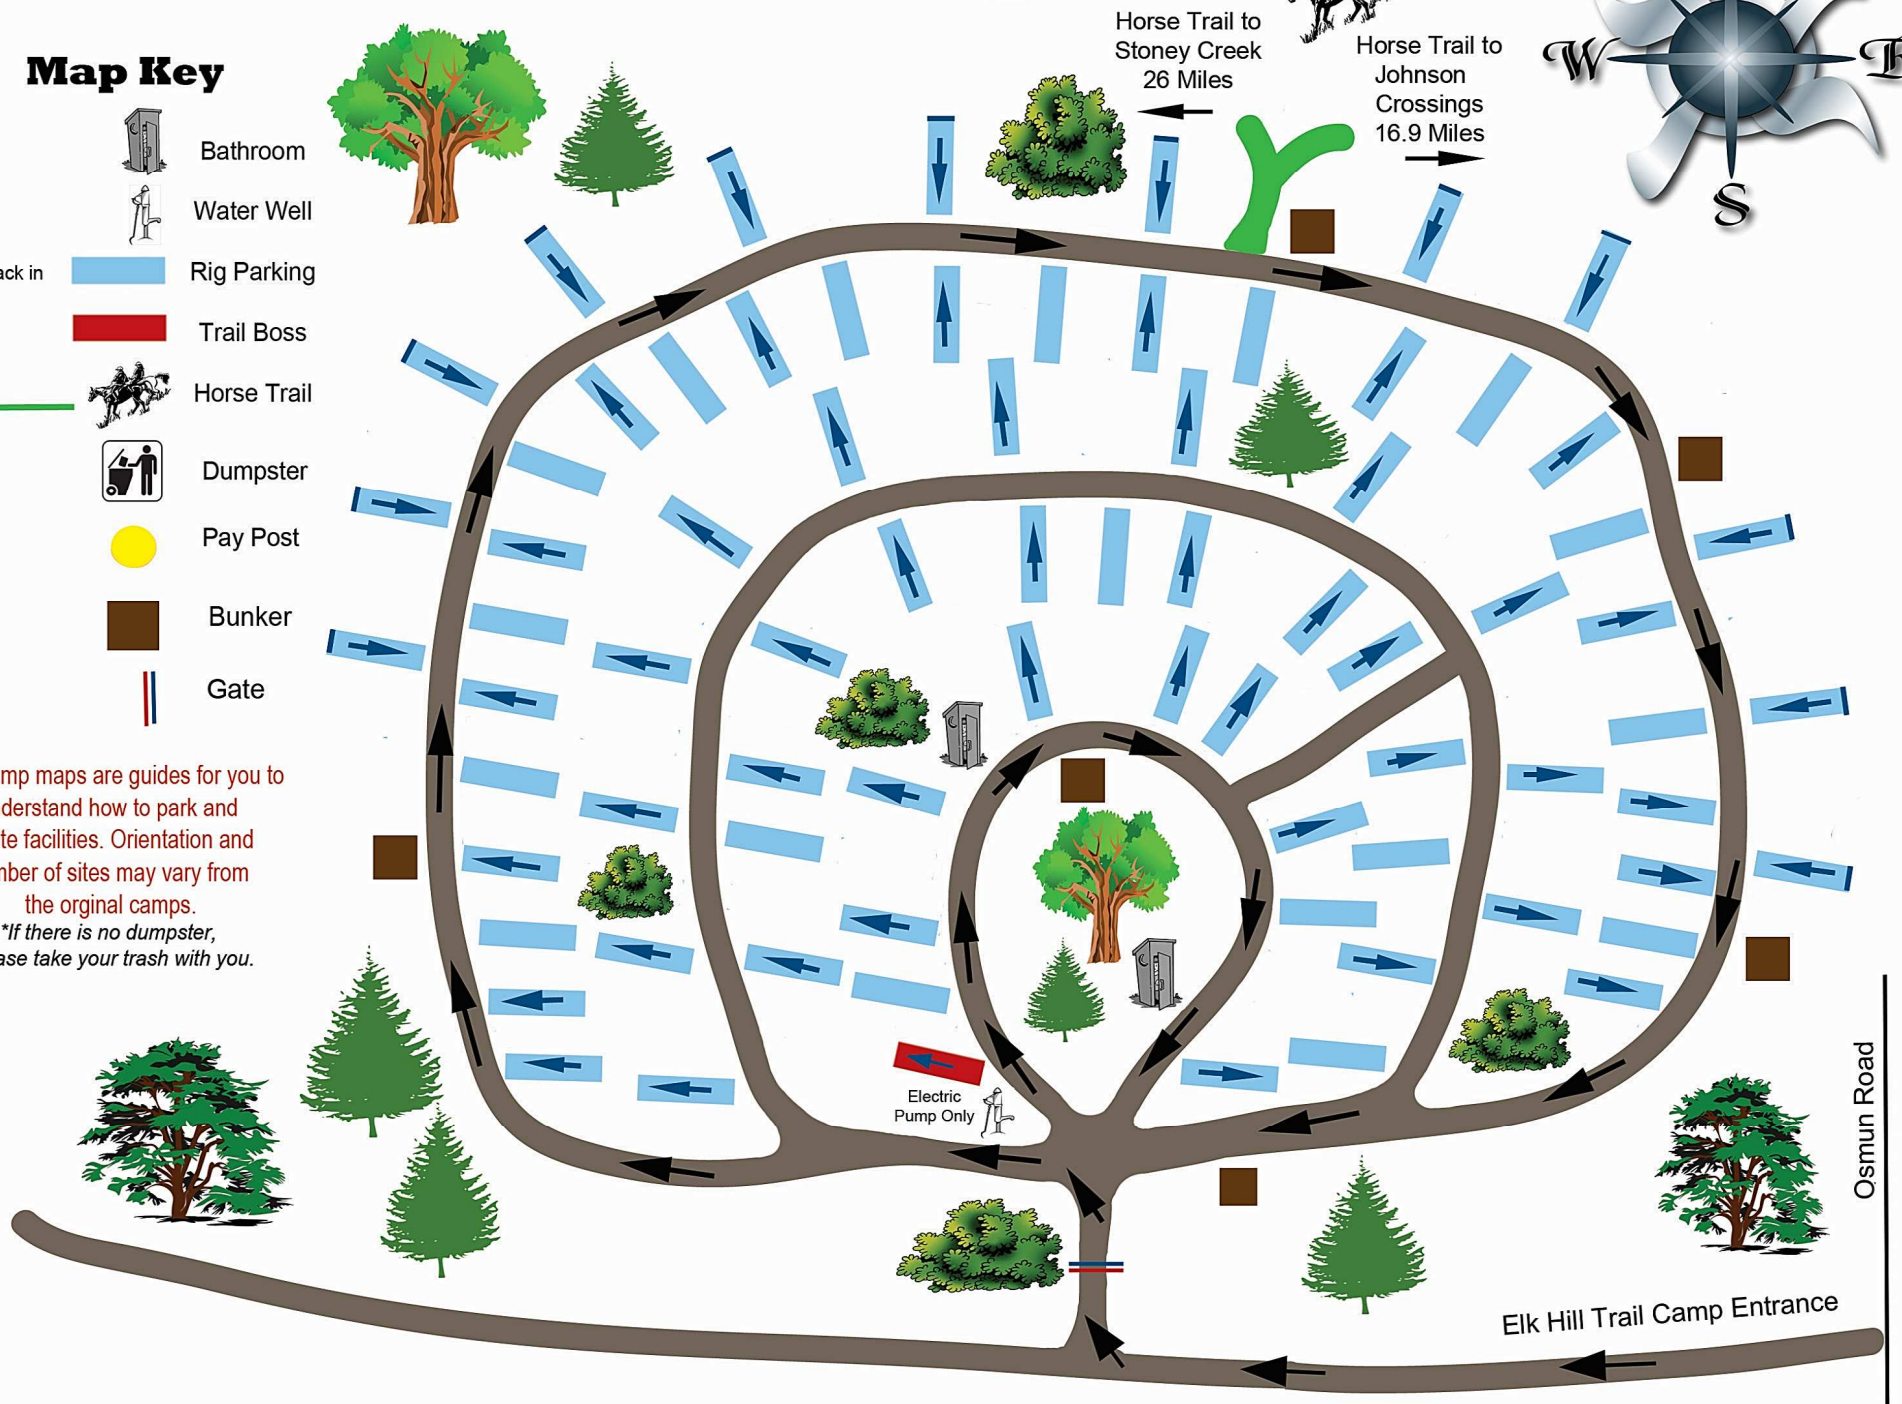 Map Key
Bathroom
Water Well
ack in
Rig Parking
Trail Boss
Horse Trail
Dumpster
Pay Post
Bunker
Gate
mp maps are guides for you to
derstand how to park and
te facilities. Orientation and
ber of sites may vary from
the orginal camps.
*If there is no dumpster,
ase take your trash with you.
Horse Trail to
Stoney Creek
26 Miles
Horse Trail to
Johnson
Crossings
16.9 Miles
W
E
S
Electric
Pump Only
Osmun Road
Elk Hill Trail Camp Entrance